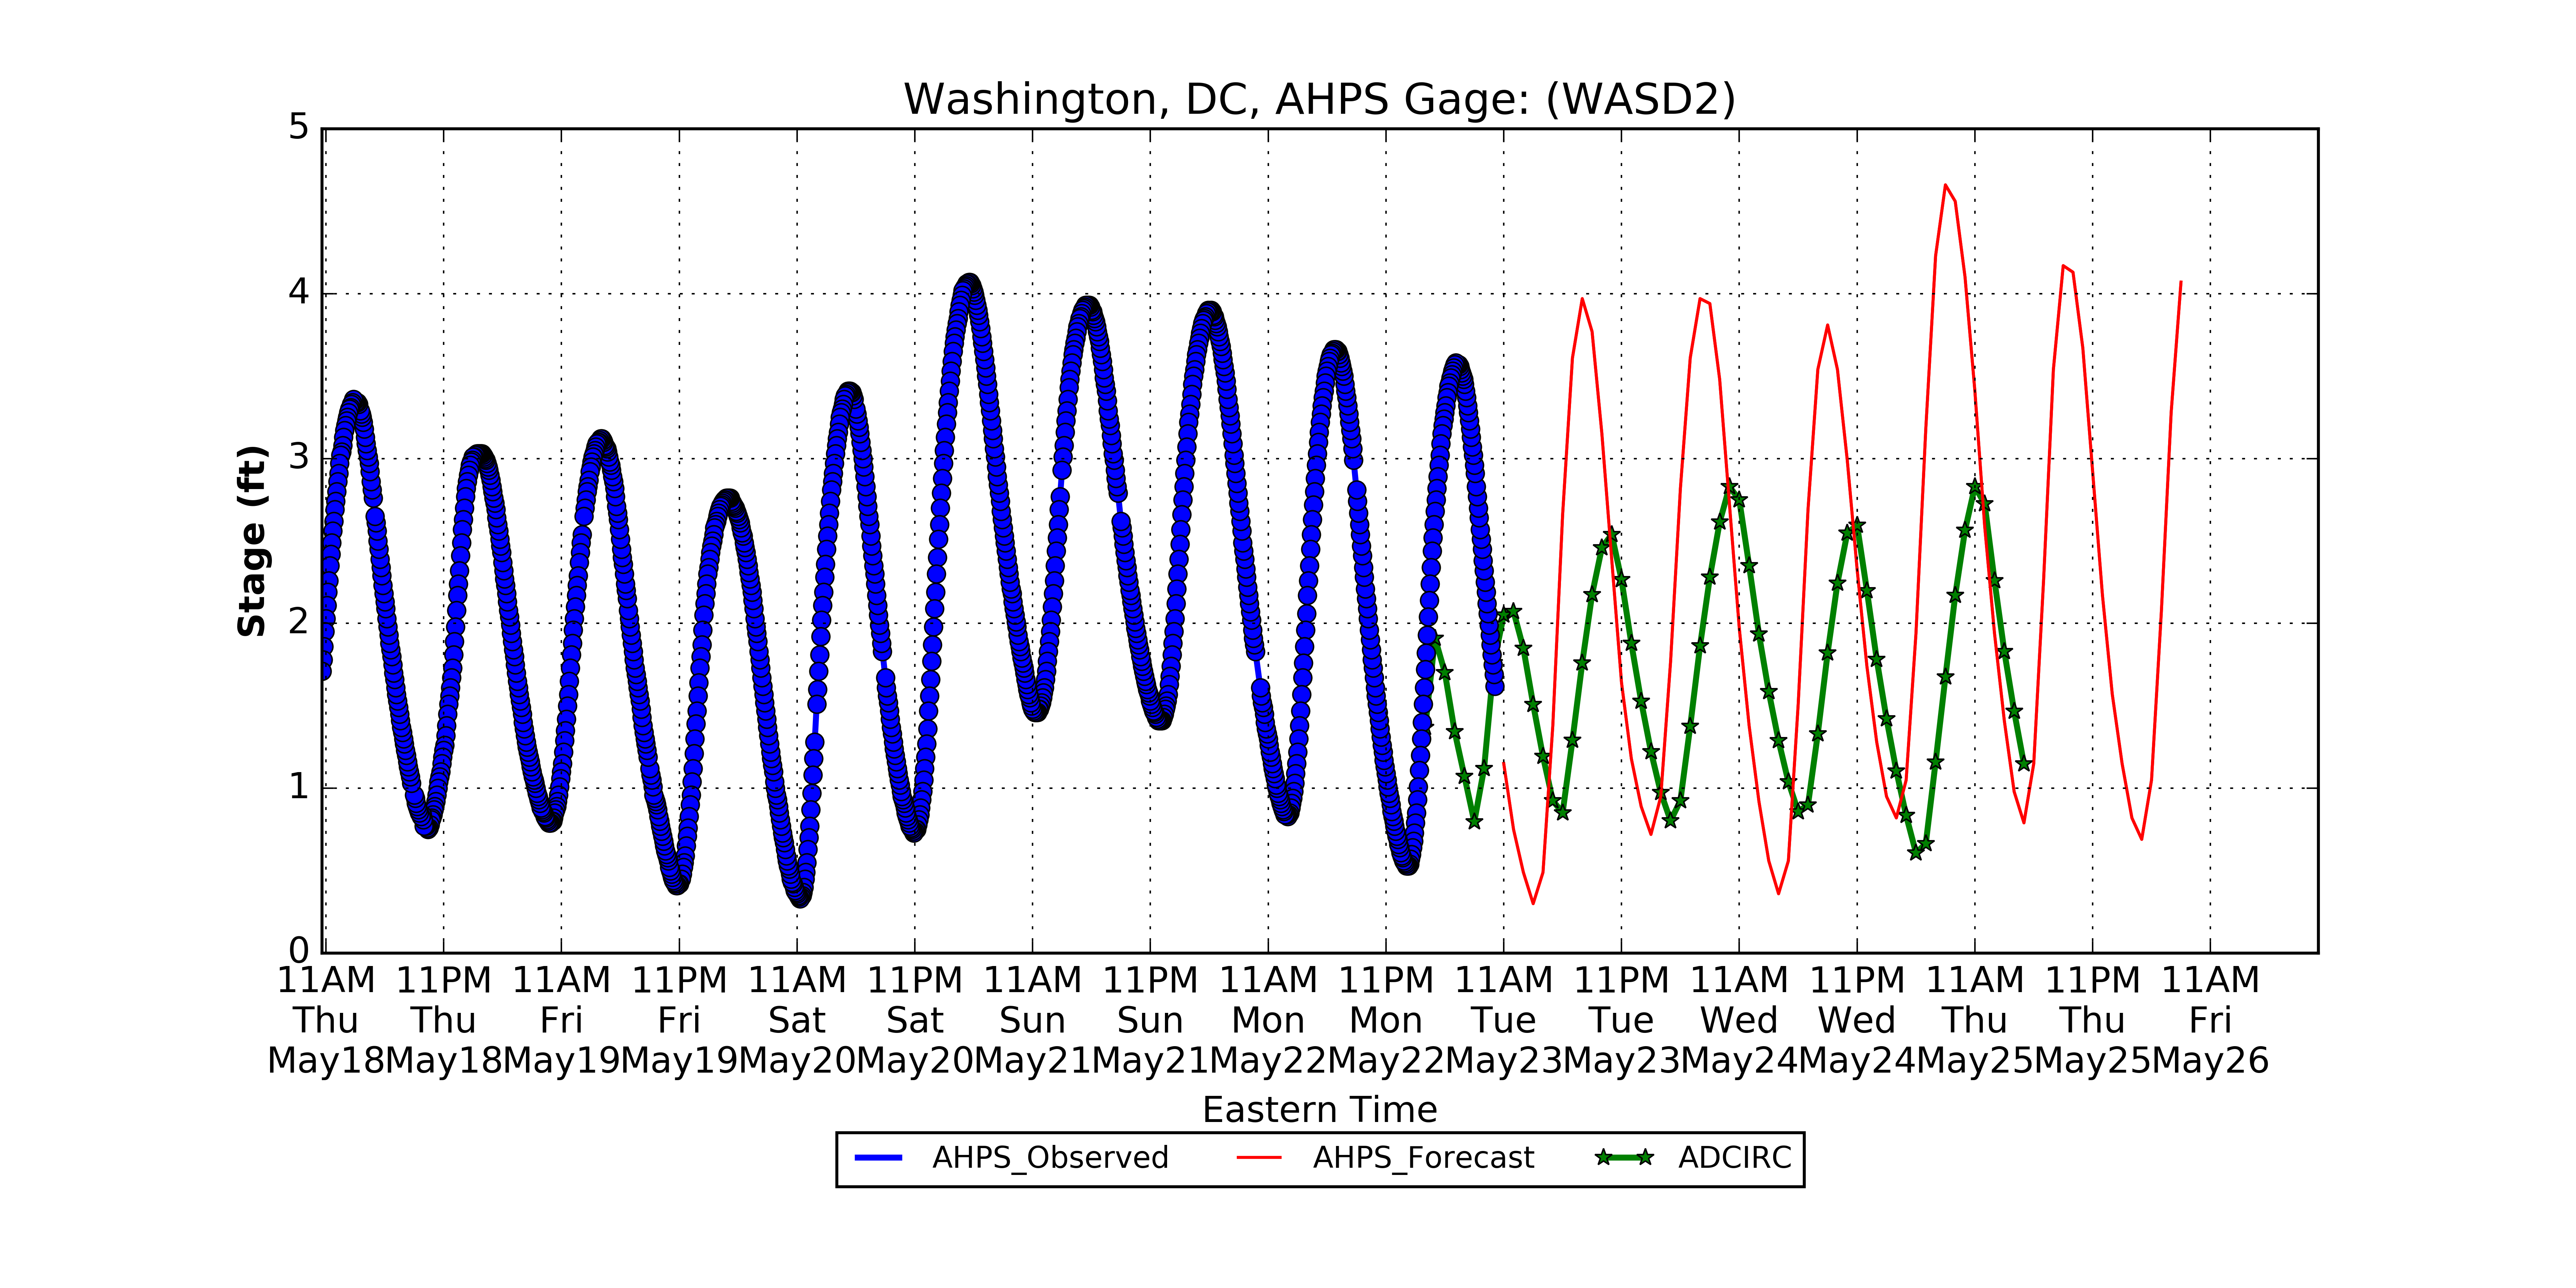 Washington, DC, AHPS Gage: (WASD2)
Stage (ft)
5
4
3
2
1
0
11AM 11PM 11AM 11PM 11AM 11PM 11AM 11PM 11AM 11PM 11AM 11PM 11AM 11PM 11AM 11PM 11AM
Thu Thu Fri Fri Sat Sat Sun Sun Mon Mon Tue Tue Wed Wed Thu Thu Fri
May18 May18 May19 May19 May20 May20 May21 May21 May22 May22 May23 May23 May24 May24 May25 May25 May26
Eastern Time
AHPS_Observed AHPS_Forecast ADCIRC